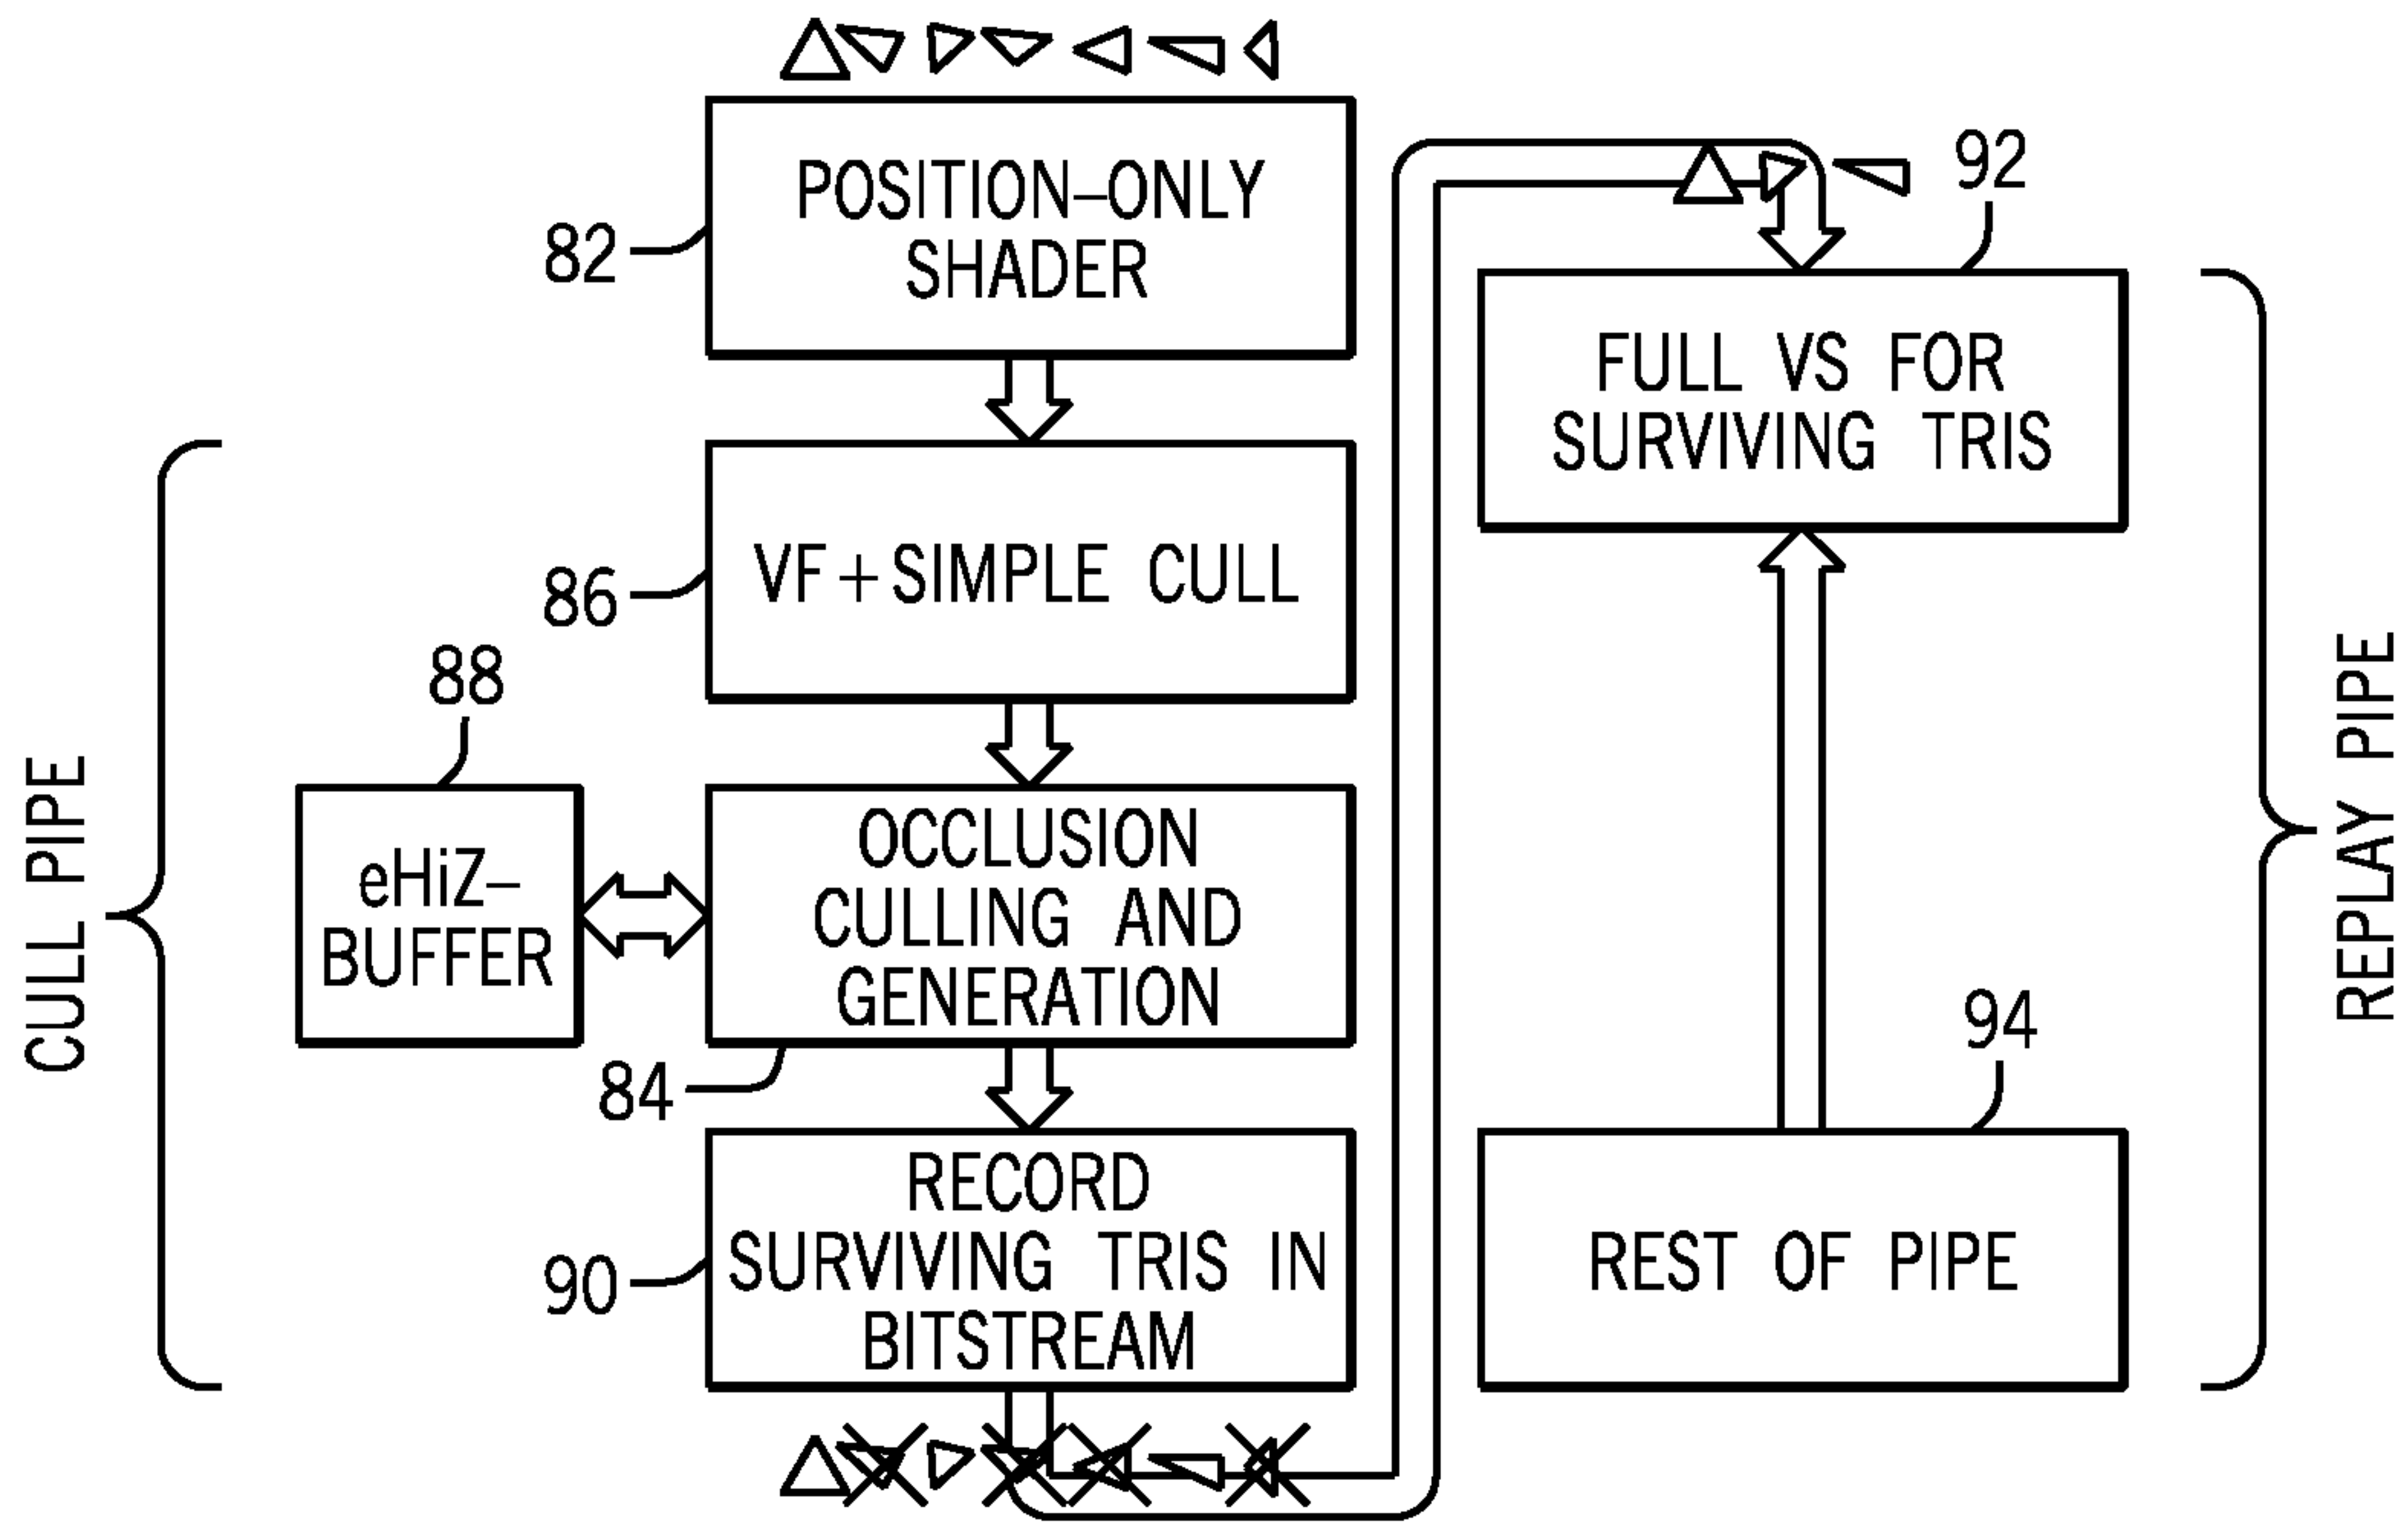 POSITION–ONLY
SHADER
82
VF+SIMPLE CULL
86
88
eHiZ–
BUFFER
OCCLUSION
CULLING AND
GENERATION
84
RECORD
SURVIVING TRIS IN
BITSTREAM
90
CULL PIPE
92
FULL VS FOR
SURVIVING TRIS
94
REST OF PIPE
REPLAY PIPE